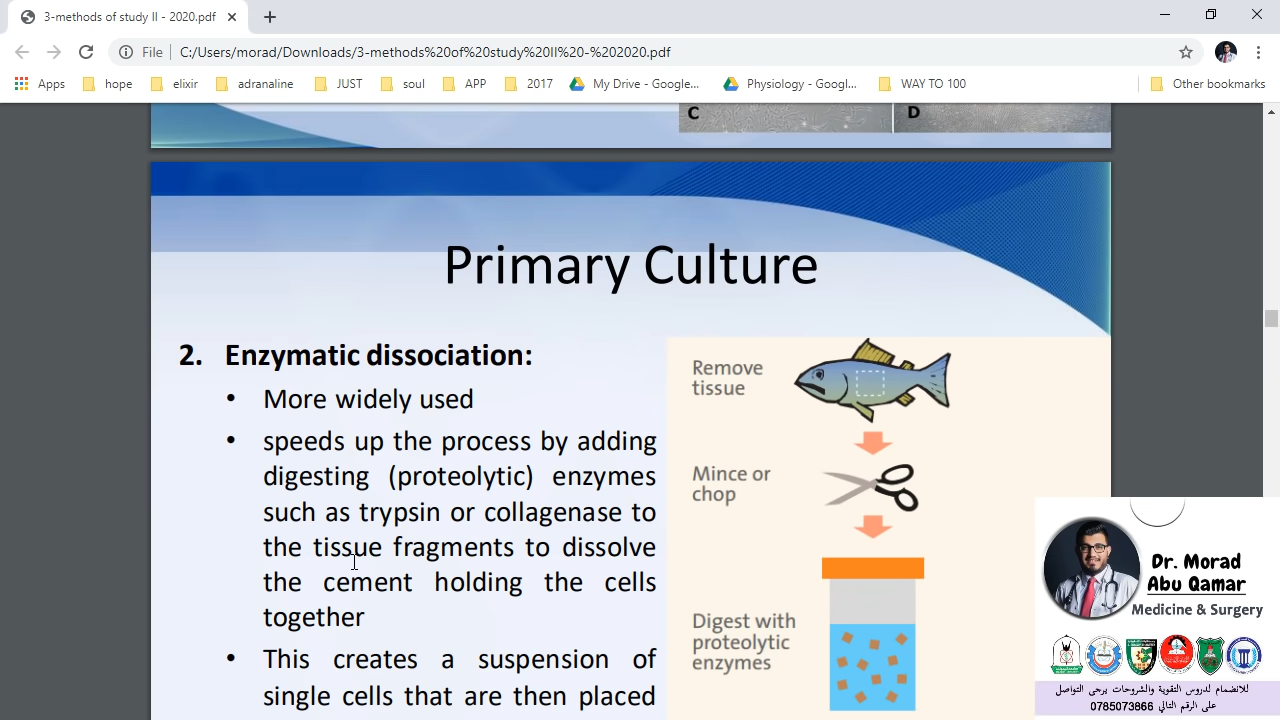 3-methods of study II - 2020.pdf
File
C:/Users/morad/Downloads/3-methods%20of%20study%20II%20-%202020.pdf
Apps hope elixir adranaline JUST soul APP 2017 My Drive - Google... Physiology - Googl... WAY TO 100 Other bookmarks
C D
Primary Culture
2. Enzymatic dissociation:
• More widely used
• speeds up the process by adding
digesting (proteolytic) enzymes
such as trypsin or collagenase to
the tissue fragments to dissolve
the cement holding the cells
together
• This creates a suspension of
single cells that are then placed
Remove
tissue
Mince or
chop
Digest with
proteolytic
enzymes
Dr. Morad
Abu Qamar
Medicine & Surgery
للانضمام لدروس التقوية والشروحات يرجى التواصل
على الرقم التالي 0785073866